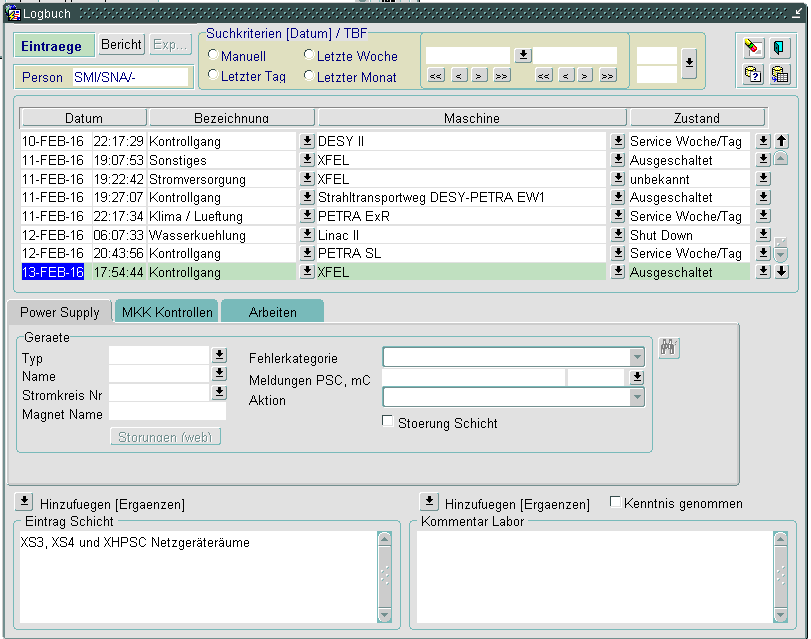 Logbuch
Eintraege Bericht Exp...
Person SMI/SNA/-
Suchkriterien [Datum] / TBF
Manuell Letzte Woche
Letzter Tag Letzter Monat
<< < > >> << < > >>
Datum Bezeichnung Maschine Zustand
10-FEB-16 22:17:29 Kontrollgang DESY II Service Woche/Tag
11-FEB-16 19:07:53 Sonstiges XFEL Ausgeschaltet
11-FEB-16 19:22:42 Stromversorgung XFEL unbekannt
11-FEB-16 19:27:07 Kontrollgang Strahltransportweg DESY-PETRA EW1 Ausgeschaltet
11-FEB-16 22:17:34 Klima / Lueftung PETRA ExR Service Woche/Tag
12-FEB-16 06:07:33 Wasserkuehlung Linac II Shut Down
12-FEB-16 20:43:56 Kontrollgang PETRA SL Service Woche/Tag
13-FEB-16 17:54:44 Kontrollgang XFEL Ausgeschaltet
Power Supply MKK Kontrollen Arbeiten
Geraete
Typ Fehlerkategorie
Name Meldungen PSC, mC
Stromkreis Nr Aktion
Magnet Name Stoerung Schicht
Storungen (web)
Hinzufuegen [Ergaenzen] Hinzufuegen [Ergaenzen] Kenntnis genommen
Eintrag Schicht Kommentar Labor
XS3, XS4 und XHPSC Netzgeräteräume